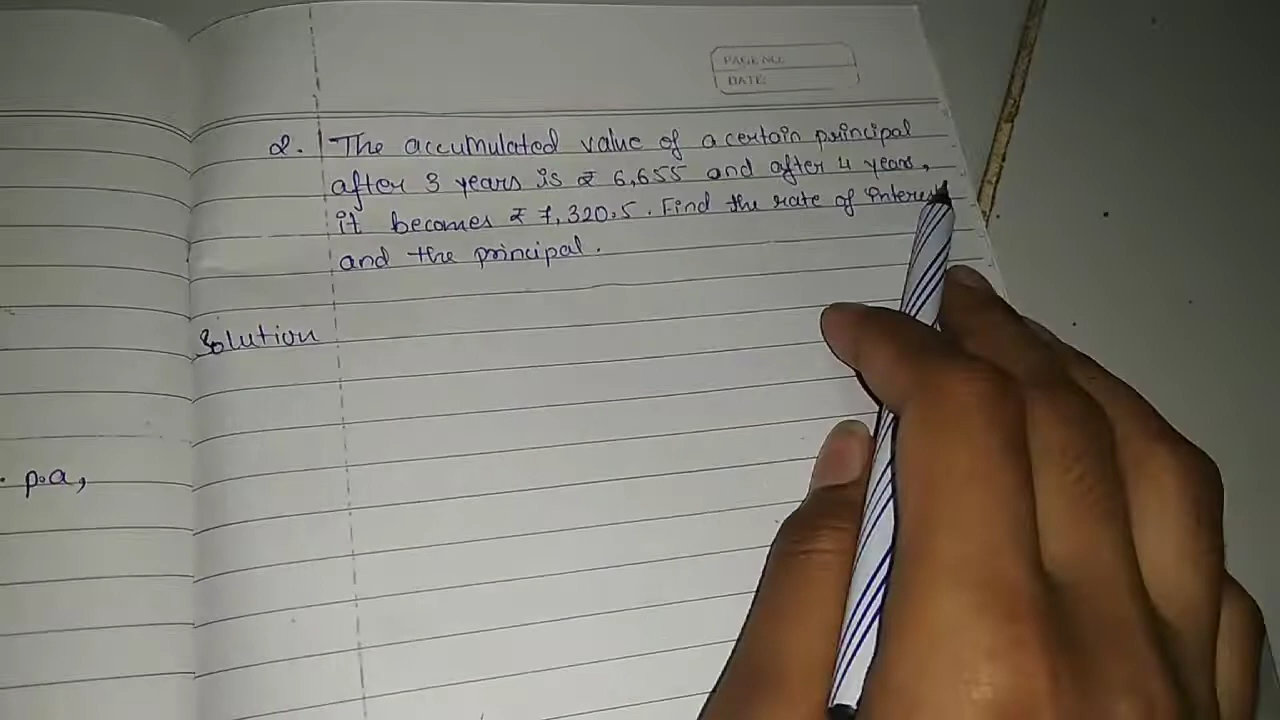 PAGE NO.
DATE:
2. The accumulated value of a certain principal
after 3 years is ₹ 6,655 and after 4 years,
it becomes ₹ 7,320.5. Find the rate of interest
and the principal.
Solution
p.a,